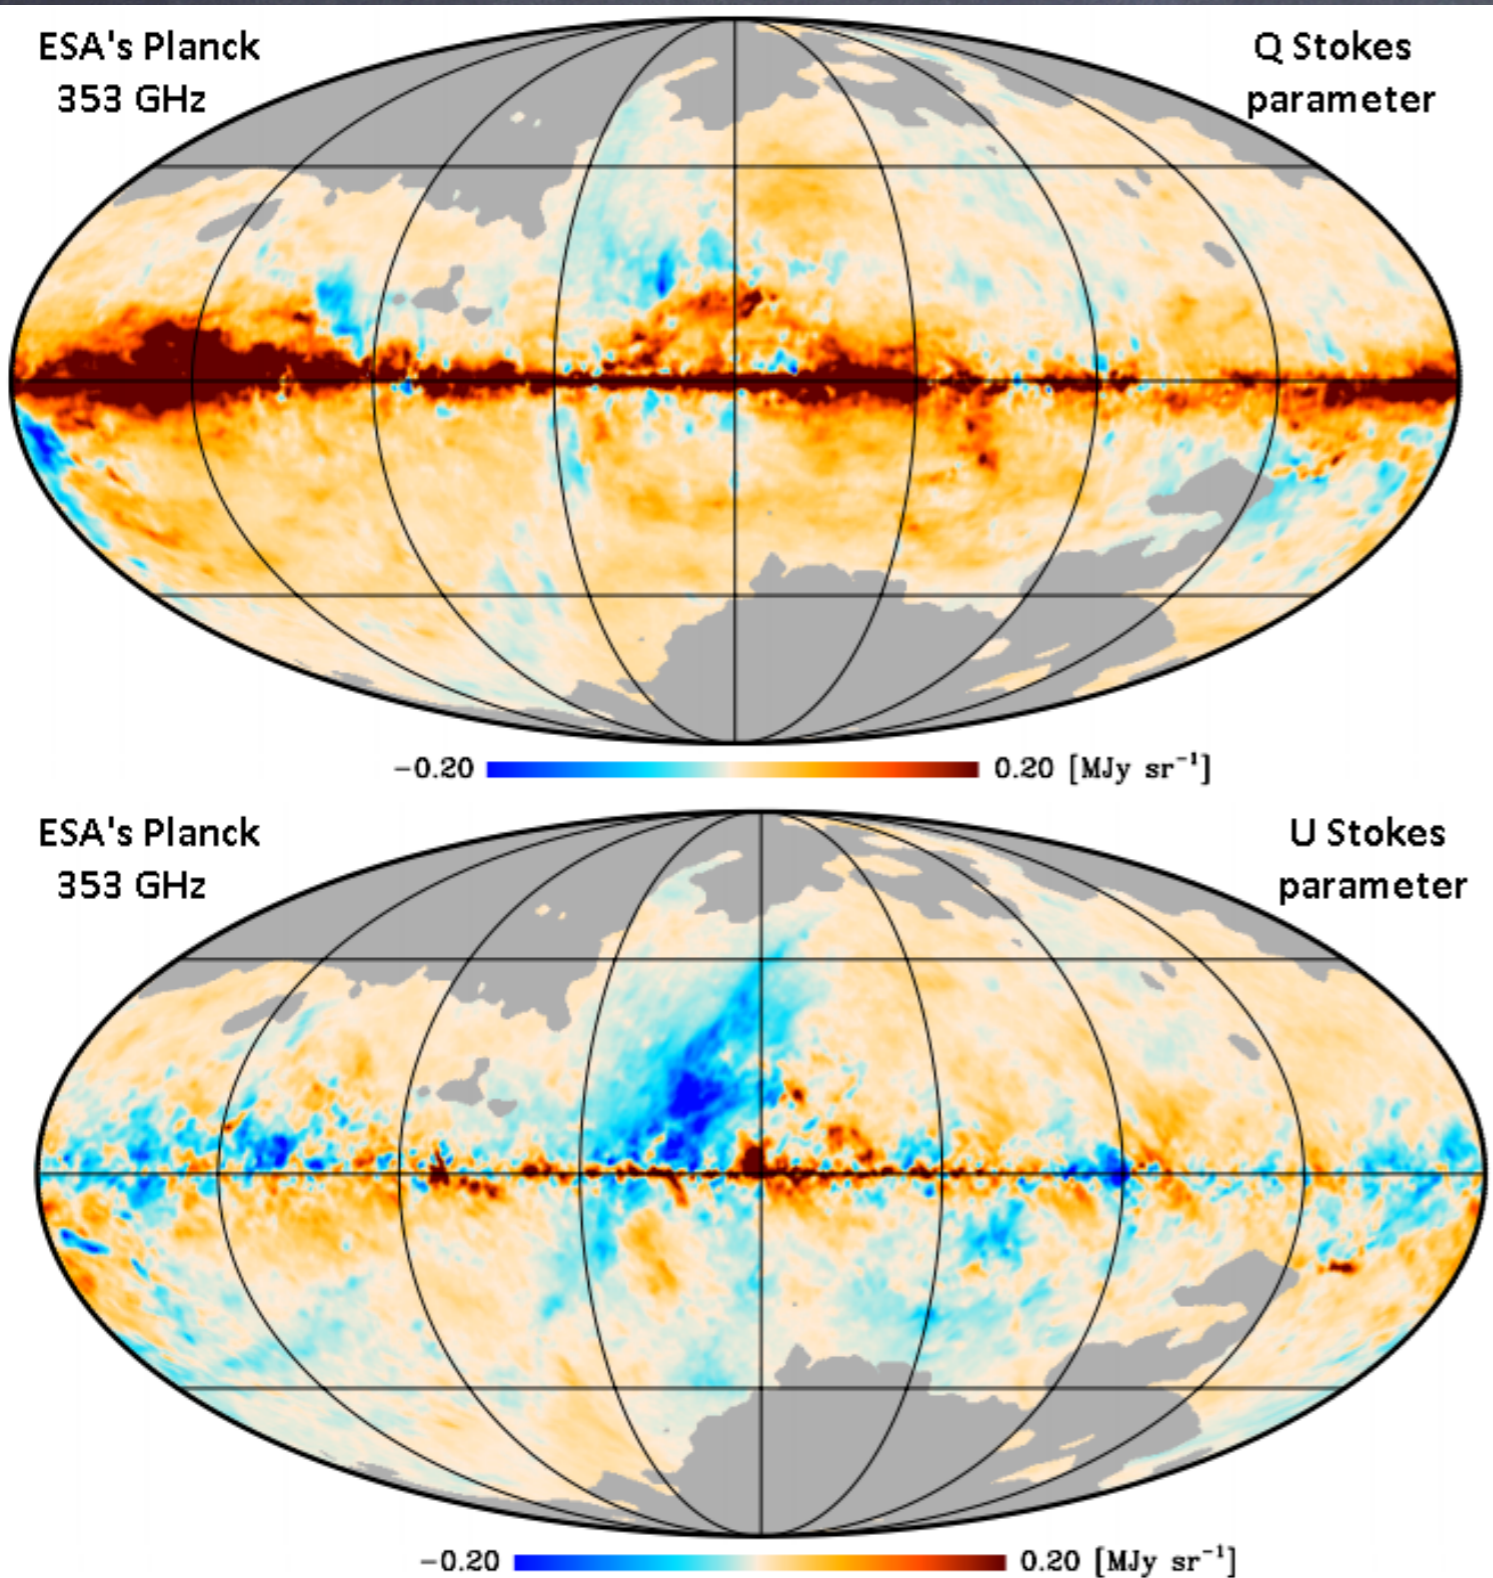 ESA's Planck
353 GHz
Q Stokes
parameter
−0.20
0.20 [MJy sr⁻¹]
ESA's Planck
353 GHz
U Stokes
parameter
−0.20
0.20 [MJy sr⁻¹]